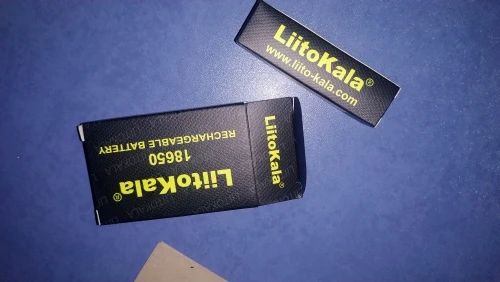 LiitoKala®
www.liito-kala.com
LiitoKala®
LiitoKala®
18650
RECHARGEABLE BATTERY